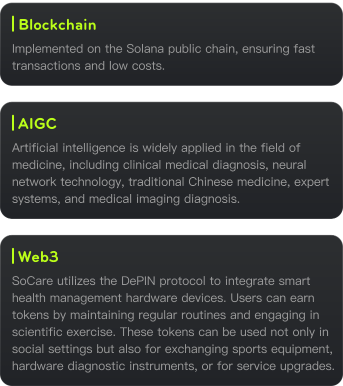 Blockchain
Implemented on the Solana public chain, ensuring fast
transactions and low costs.
AIGC
Artificial intelligence is widely applied in the field of
medicine, including clinical medical diagnosis, neural
network technology, traditional Chinese medicine, expert
systems, and medical imaging diagnosis.
Web3
SoCare utilizes the DePIN protocol to integrate smart
health management hardware devices. Users can earn
tokens by maintaining regular routines and engaging in
scientific exercise. These tokens can be used not only in
social settings but also for exchanging sports equipment,
hardware diagnostic instruments, or for service upgrades.